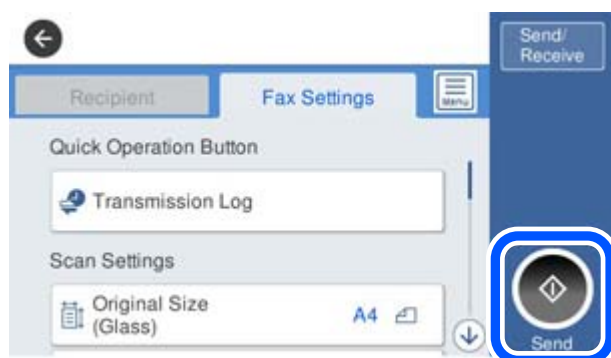 Send/
Receive
Recipient
Fax Settings
Menu
Quick Operation Button
Transmission Log
Scan Settings
Original Size
(Glass)
A4
Send